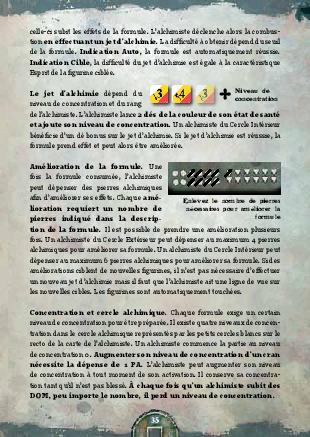 celle-ci subit les effets de la formule. L'alchimiste déclenche alors la combus-
tion en effectuant un jet d'alchimie. La difficulté à obtenir dépend du seuil
de la formule. Indication Auto, la formule est automatiquement réussie.
Indication Cible, la difficulté du jet d'alchimie est égale à la caractéristique
Esprit de la figurine ciblée.
Le jet d'alchimie dépend du
niveau de concentration et du rang
3 4 3 + Niveau de
concentration
de l'alchimiste. L'alchimiste lance 2 dés de la couleur de son état de santé
et ajoute son niveau de concentration. Un alchimiste du Cercle Intérieur
bénéficie d'un dé bonus sur le jet d'alchimie. Si le jet d'alchimie est réussie, la
formule prend effet et peut alors être améliorée.
Amélioration de la formule. Une
fois la formule consumée, l'alchimiste
peut dépenser des pierres alchimiques
afin d'améliorer ses effets. Chaque amé-
lioration requiert un nombre de
pierres indiqué dans la descrip-
Enlevez le nombre de pierres
nécessaires pour améliorer la
formule
tion de la formule. Il est possible de prendre une amélioration plusieurs
fois. Un alchimiste du Cercle Extérieur peut dépenser au maximum 4 pierres
alchimiques pour améliorer sa formule. Un alchimiste du Cercle Intérieur peut
dépenser au maximum 6 pierres alchimiques pour améliorer sa formule. Si des
améliorations ciblent de nouvelles figurines, il n'est pas nécessaire d'effectuer
un nouveau jet d'alchimie mais il faut que l'alchimiste ait une ligne de vue sur
les nouvelles cibles. Les figurines sont automatiquement touchées.
Concentration et cercle alchimique. Chaque formule exige un certain
niveau de concentration pour être préparée. Il existe quatre niveaux de concen-
tration dans le cercle alchimique représentés par les petits cercles blancs sur le
recto de la carte de l'Alchimiste. Un alchimiste commence la partie au niveau
de concentration 0. Augmenter son niveau de concentration d'un cran
nécessite la dépense de 1 PA. L'alchimiste peut augmenter son niveau
de concentration à tout moment de son activation. Il conserve sa concentra-
tion tant qu'il n'est pas blessé. À chaque fois qu'un alchimiste subit des
DOM, peu importe le nombre, il perd un niveau de concentration.
35